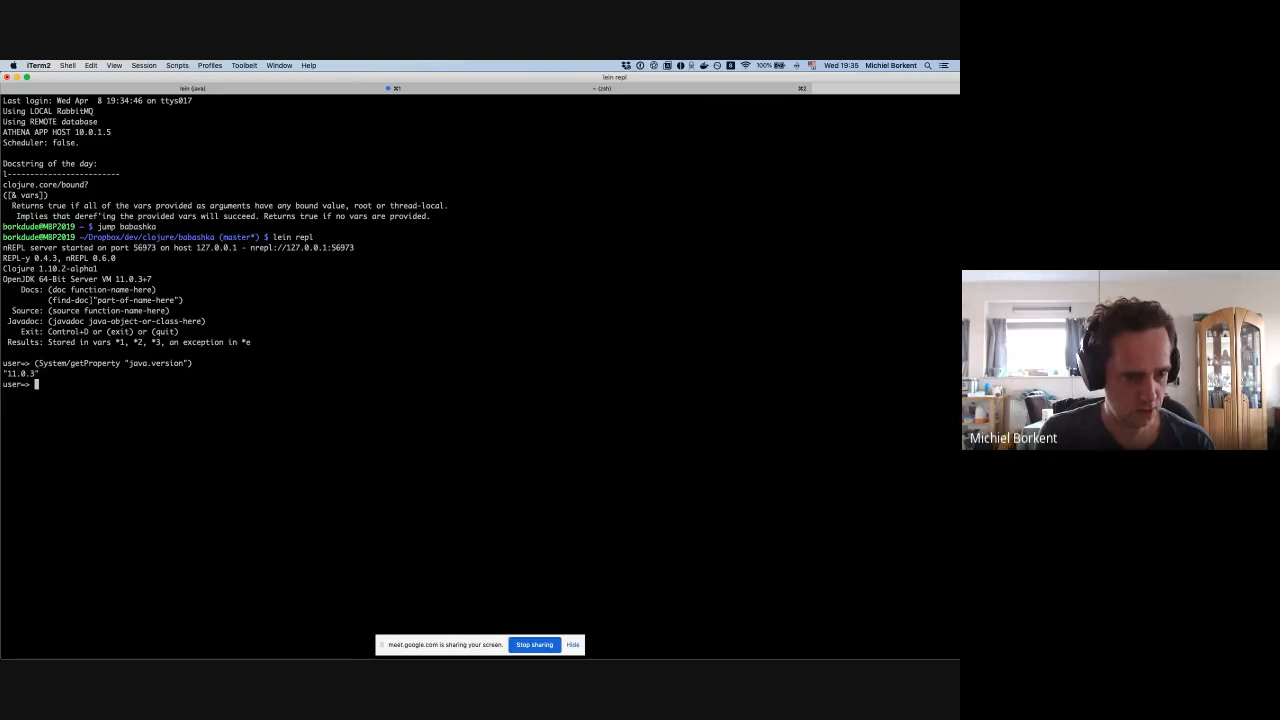 iTerm2 Shell Edit View Session Scripts Profiles Toolbelt Window Help 100% Wed 19:35 Michiel Borkent
lein repl
lein (java) ⌘1 ~ (zsh) ⌘2
Last login: Wed Apr  8 19:34:46 on ttys017
Using LOCAL RabbitMQ
Using REMOTE database
ATHENA APP HOST 10.0.1.5
Scheduler: false.
Docstring of the day:
l-------------------------
clojure.core/bound?
([& vars])
Returns true if all of the vars provided as arguments have any bound value, root or thread-local.
Implies that deref'ing the provided vars will succeed. Returns true if no vars are provided.
borkdude@MBP2019 ~ $ jump babashka
borkdude@MBP2019 ~/Dropbox/dev/clojure/babashka (master*) $ lein repl
nREPL server started on port 56973 on host 127.0.0.1 - nrepl://127.0.0.1:56973
REPL-y 0.4.3, nREPL 0.6.0
Clojure 1.10.2-alpha1
OpenJDK 64-Bit Server VM 11.0.3+7
Docs: (doc function-name-here)
(find-doc "part-of-name-here")
Source: (source function-name-here)
Javadoc: (javadoc java-object-or-class-here)
Exit: Control+D or (exit) or (quit)
Results: Stored in vars *1, *2, *3, an exception in *e
user=> (System/getProperty "java.version")
"11.0.3"
user=>
Michiel Borkent
meet.google.com is sharing your screen. Stop sharing Hide